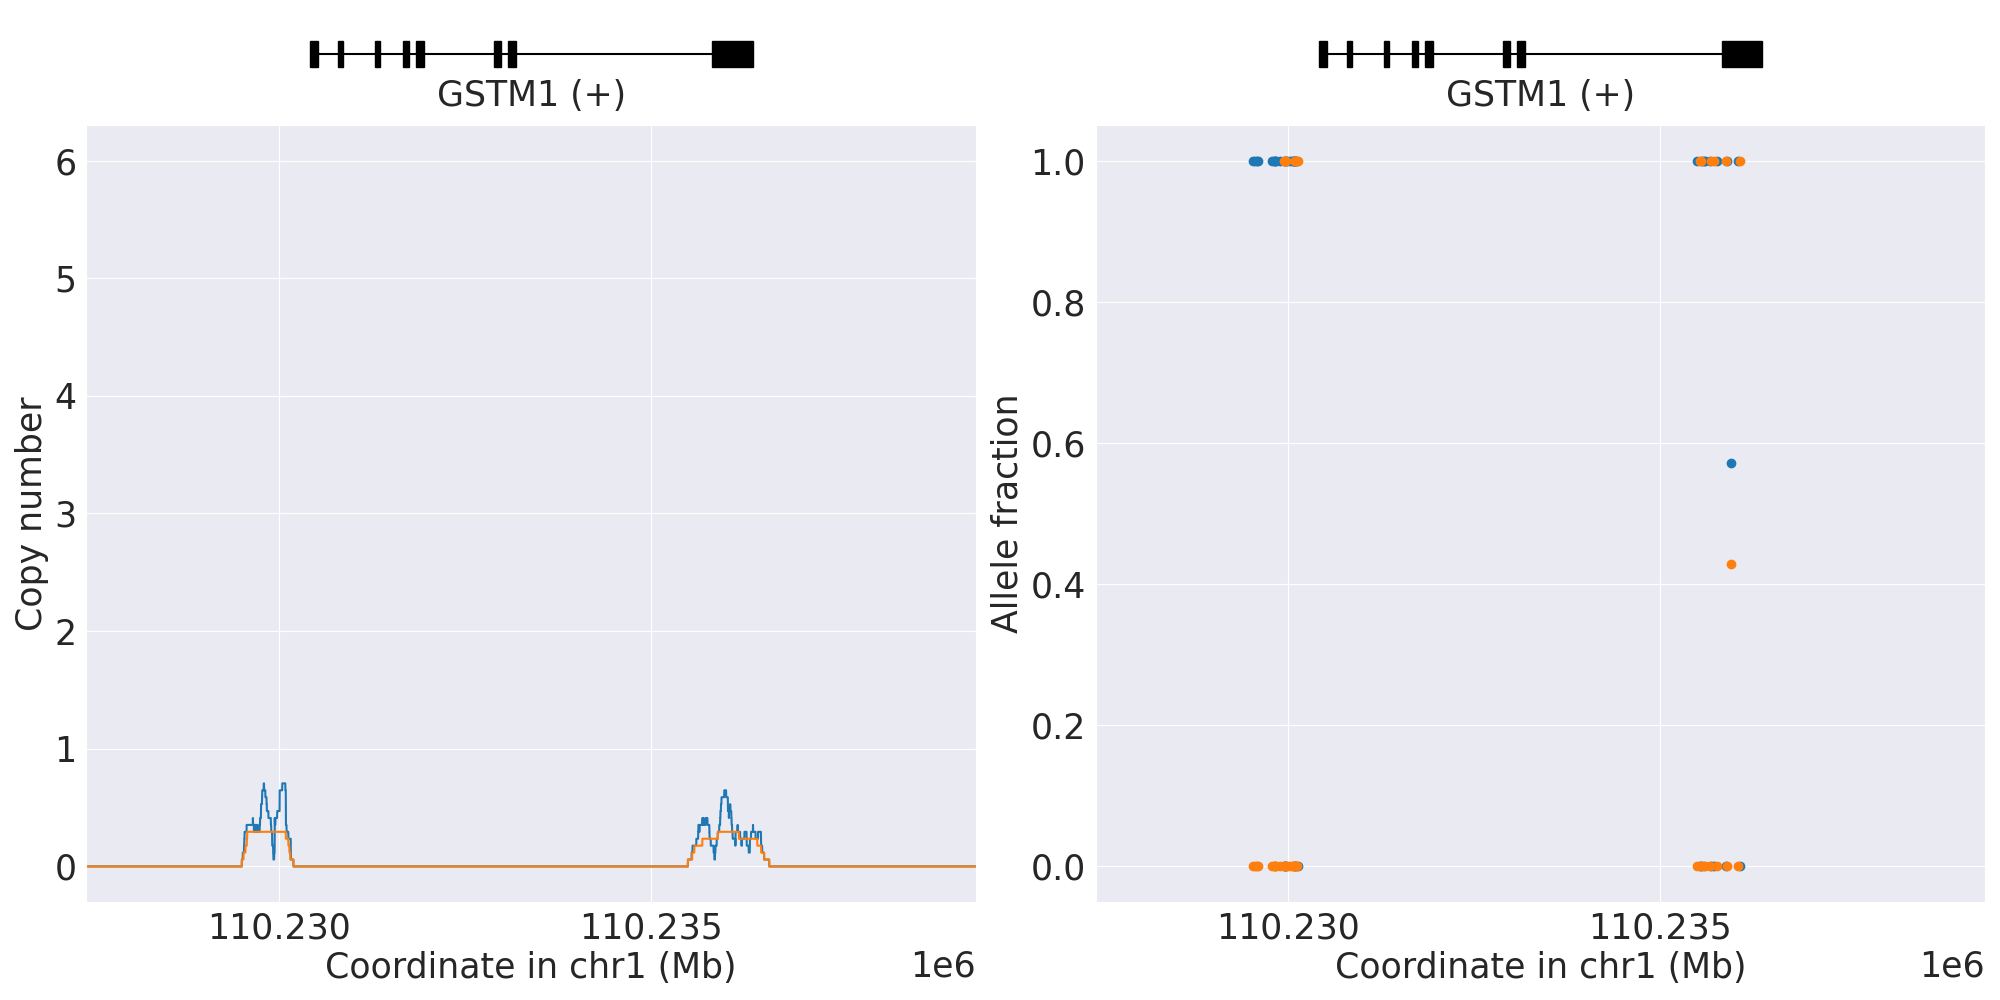 GSTM1 (+)
6
5
4
3
2
1
0
Copy number
110.230
110.235
Coordinate in chr1 (Mb)
1e6
GSTM1 (+)
1.0
0.8
0.6
0.4
0.2
0.0
Allele fraction
110.230
110.235
Coordinate in chr1 (Mb)
1e6